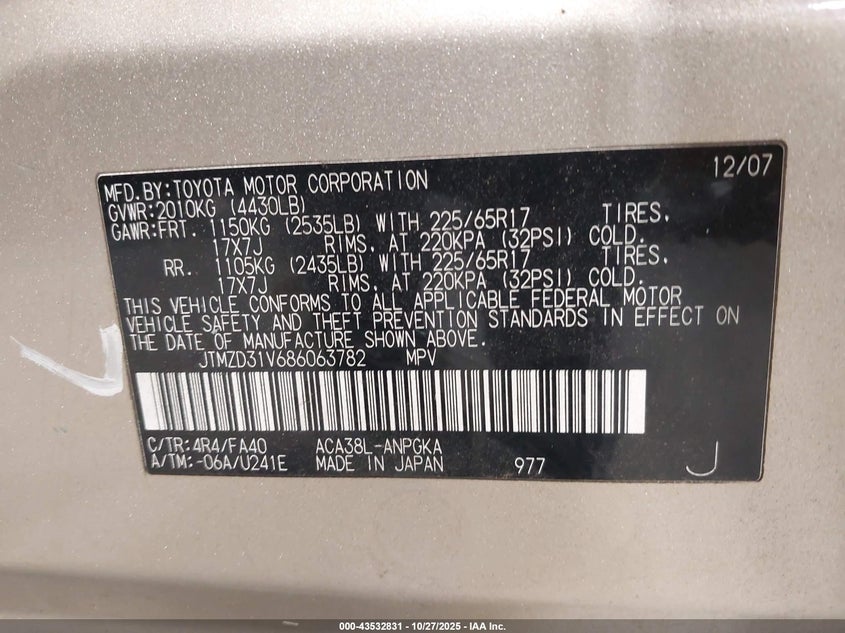 12/07
MFD.BY:TOYOTA MOTOR CORPORATION
GVWR:2010KG (4430LB)
GAWR:FRT. 1150KG (2535LB) WITH 225/65R17 TIRES.
17X7J RIMS. AT 220KPA (32PSI) COLD.
RR. 1105KG (2435LB) WITH 225/65R17 TIRES.
17X7J RIMS. AT 220KPA (32PSI) COLD.
THIS VEHICLE CONFORMS TO ALL APPLICABLE FEDERAL MOTOR
VEHICLE SAFETY AND THEFT PREVENTION STANDARDS IN EFFECT ON
THE DATE OF MANUFACTURE SHOWN ABOVE.
JTMZD31V686063782 MPV
C/TR:4R4/FA40 ACA38L-ANPGKA
A/TM:-06A/U241E MADE IN JAPAN 977 J
000-43532831 - 10/27/2025 - IAA Inc.